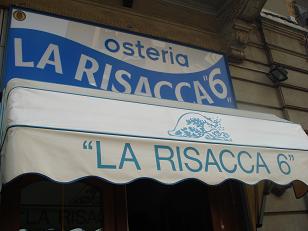 osteria
LA RISACCA "6"
"LA RISACCA 6"